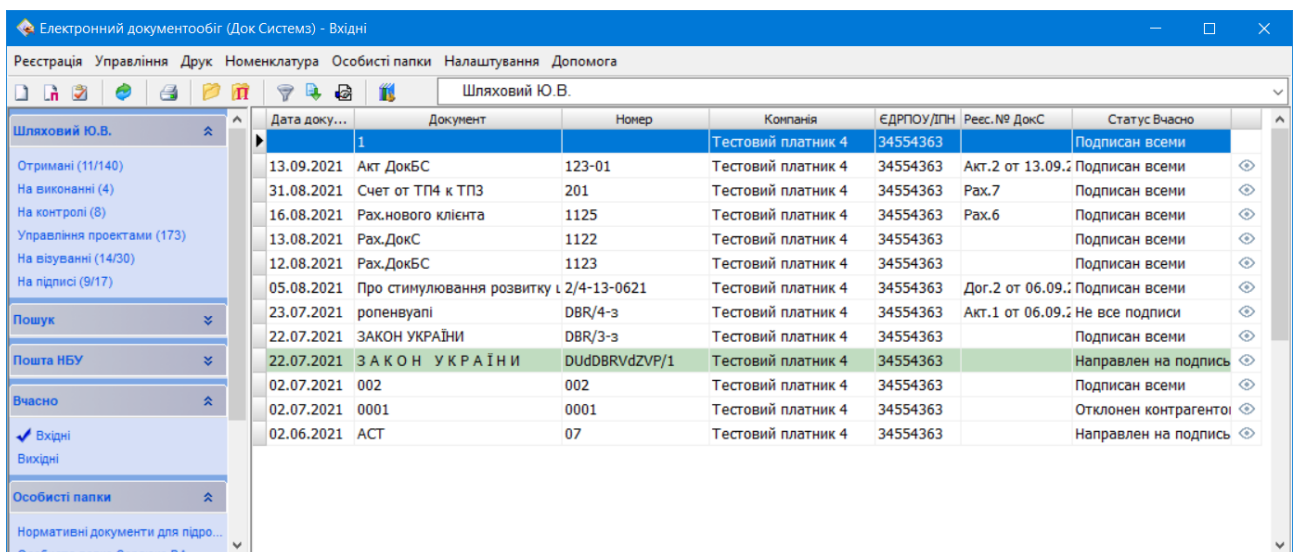 Електронний документообіг (Док Системз) - Вхідні
Реєстрація Управління Друк Номенклатура Особисті папки Налаштування Допомога
Шляховий Ю.В.
Шляховий Ю.В.
Отримані (11/140)
На виконанні (4)
На контролі (8)
Управління проектами (173)
На візуванні (14/30)
На підписі (9/17)
Пошук
Пошта НБУ
Вчасно
Вхідні
Вихідні
Особисті папки
Нормативні документи для підро...
Дата доку... Документ Номер Компанія ЄДРПОУ/ІПН Реєс.№ ДокС Статус Вчасно
1 Тестовий платник 4 34554363 Подписан всеми
13.09.2021 Акт ДокБС 123-01 Тестовий платник 4 34554363 Акт.2 от 13.09.2 Подписан всеми
31.08.2021 Счет от ТП4 к ТП3 201 Тестовий платник 4 34554363 Рах.7 Подписан всеми
16.08.2021 Рах.нового клієнта 1125 Тестовий платник 4 34554363 Рах.6 Подписан всеми
13.08.2021 Рах.ДокС 1122 Тестовий платник 4 34554363 Подписан всеми
12.08.2021 Рах.ДокБС 1123 Тестовий платник 4 34554363 Подписан всеми
05.08.2021 Про стимулювання розвитку 2/4-13-0621 Тестовий платник 4 34554363 Дог.2 от 06.09.2 Подписан всеми
23.07.2021 ропенвуапі DBR/4-з Тестовий платник 4 34554363 Акт.1 от 06.09.2 Не все подписи
22.07.2021 ЗАКОН УКРАЇНИ DBR/3-з Тестовий платник 4 34554363 Подписан всеми
22.07.2021 З А К О Н У К Р А Ї Н И DUdDBRVdZVP/1 Тестовий платник 4 34554363 Направлен на подпись
02.07.2021 002 002 Тестовий платник 4 34554363 Подписан всеми
02.07.2021 0001 0001 Тестовий платник 4 34554363 Отклонен контрагенто
02.06.2021 АСТ 07 Тестовий платник 4 34554363 Направлен на подпись